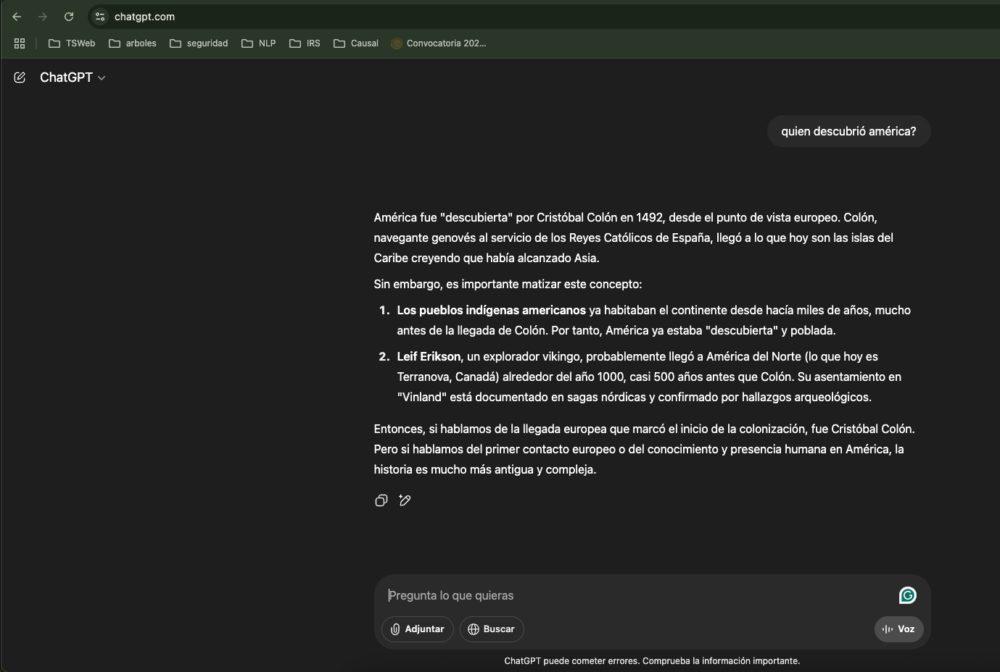 chatgpt.com
TSWeb arboles seguridad NLP IRS Causal Convocatoria 202...
ChatGPT
quien descubrió américa?
América fue "descubierta" por Cristóbal Colón en 1492, desde el punto de vista europeo. Colón,
navegante genovés al servicio de los Reyes Católicos de España, llegó a lo que hoy son las islas del
Caribe creyendo que había alcanzado Asia.
Sin embargo, es importante matizar este concepto:
1. Los pueblos indígenas americanos ya habitaban el continente desde hacía miles de años, mucho
antes de la llegada de Colón. Por tanto, América ya estaba "descubierta" y poblada.
2. Leif Erikson, un explorador vikingo, probablemente llegó a América del Norte (lo que hoy es
Terranova, Canadá) alrededor del año 1000, casi 500 años antes que Colón. Su asentamiento en
"Vinland" está documentado en sagas nórdicas y confirmado por hallazgos arqueológicos.
Entonces, si hablamos de la llegada europea que marcó el inicio de la colonización, fue Cristóbal Colón.
Pero si hablamos del primer contacto europeo o del conocimiento y presencia humana en América, la
historia es mucho más antigua y compleja.
Pregunta lo que quieras
Adjuntar Buscar Voz
ChatGPT puede cometer errores. Comprueba la información importante.